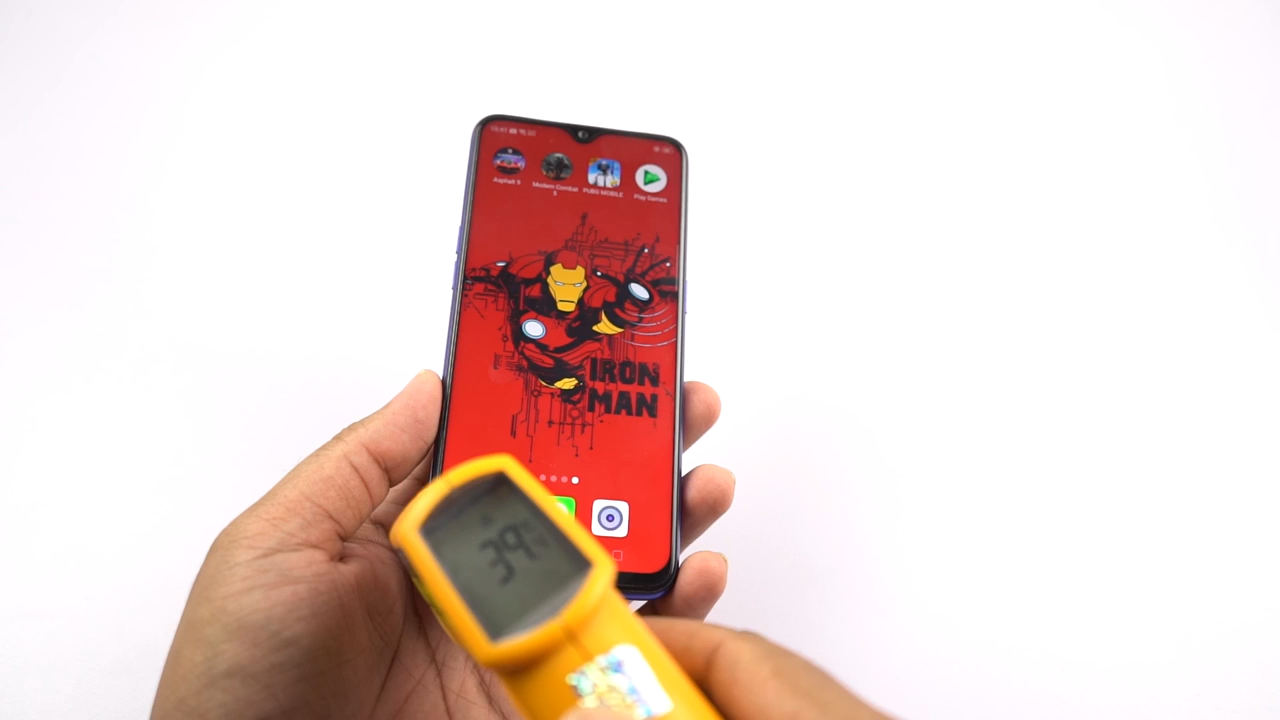 Asphalt 9
Modern Combat
5
PUBG MOBILE
Play Games
IRON
MAN
39